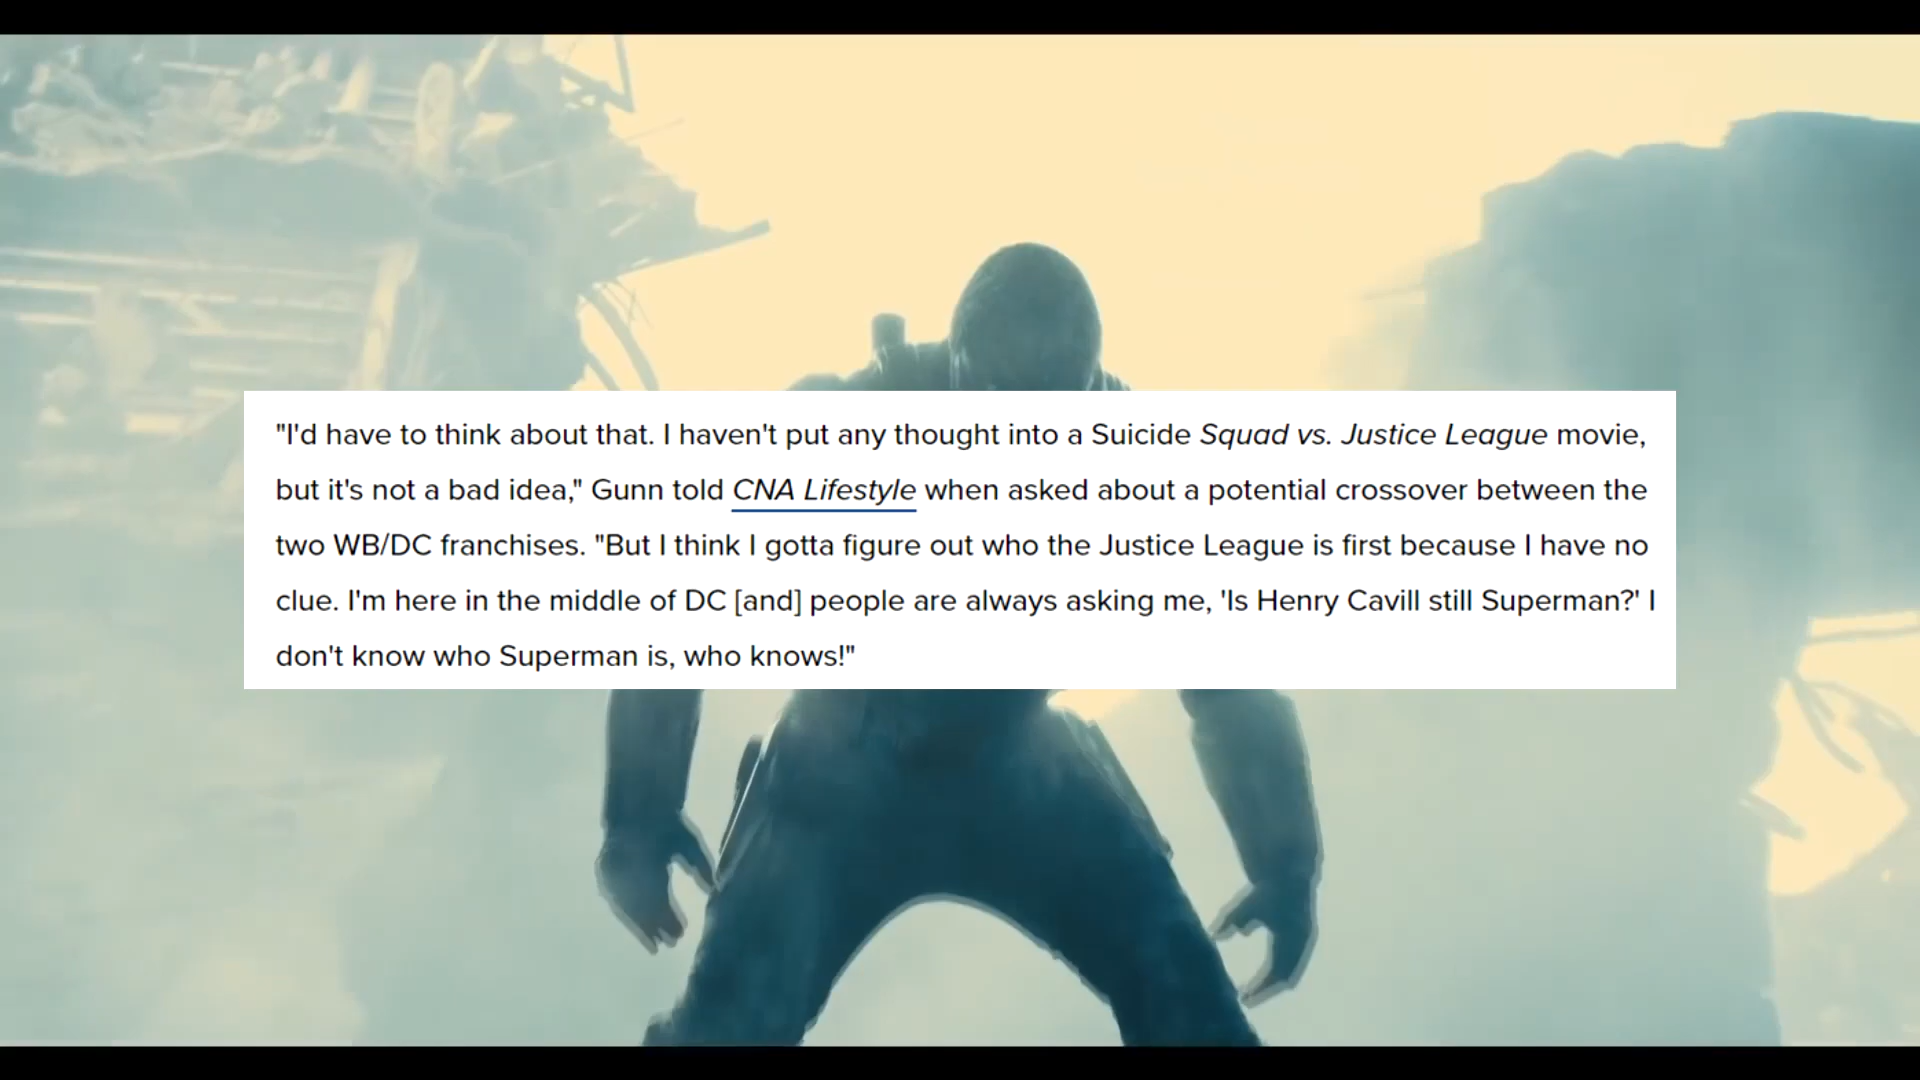 "I'd have to think about that. I haven't put any thought into a Suicide Squad vs. Justice League movie,
but it's not a bad idea," Gunn told CNA Lifestyle when asked about a potential crossover between the
two WB/DC franchises. "But I think I gotta figure out who the Justice League is first because I have no
clue. I'm here in the middle of DC [and] people are always asking me, 'Is Henry Cavill still Superman?' I
don't know who Superman is, who knows!"